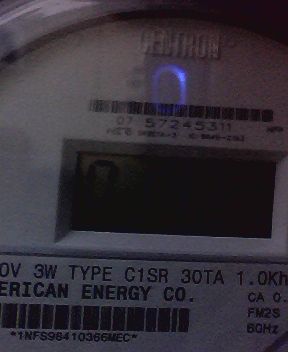 CENTRON
07 57245311
0V 3W TYPE C1SR 30TA 1.0Kh
ERICAN ENERGY CO.
CA 0.
FM2S
60Hz
*1NFS98410366MEC*